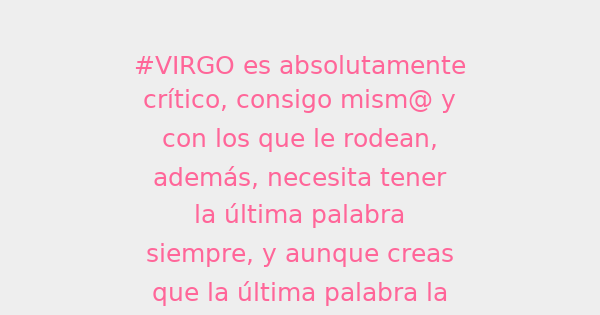 #VIRGO es absolutamente
crítico, consigo mism@ y
con los que le rodean,
además, necesita tener
la última palabra
siempre, y aunque creas
que la última palabra la